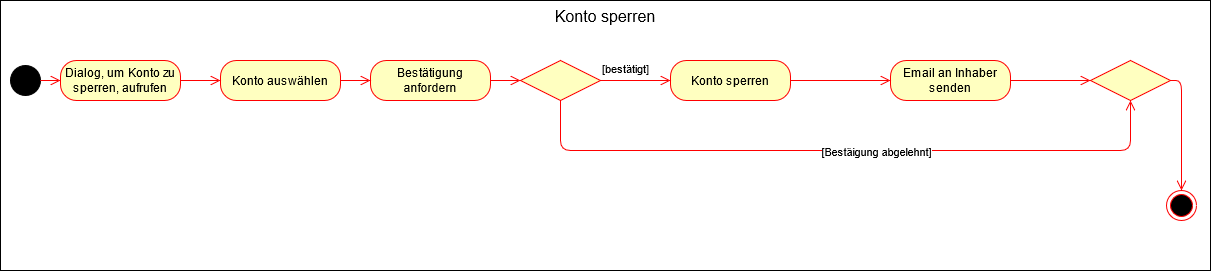 Konto sperren
Dialog, um Konto zu
sperren, aufrufen
Konto auswählen
Bestätigung
anfordern
[bestätigt]
Konto sperren
Email an Inhaber
senden
[Bestäigung abgelehnt]